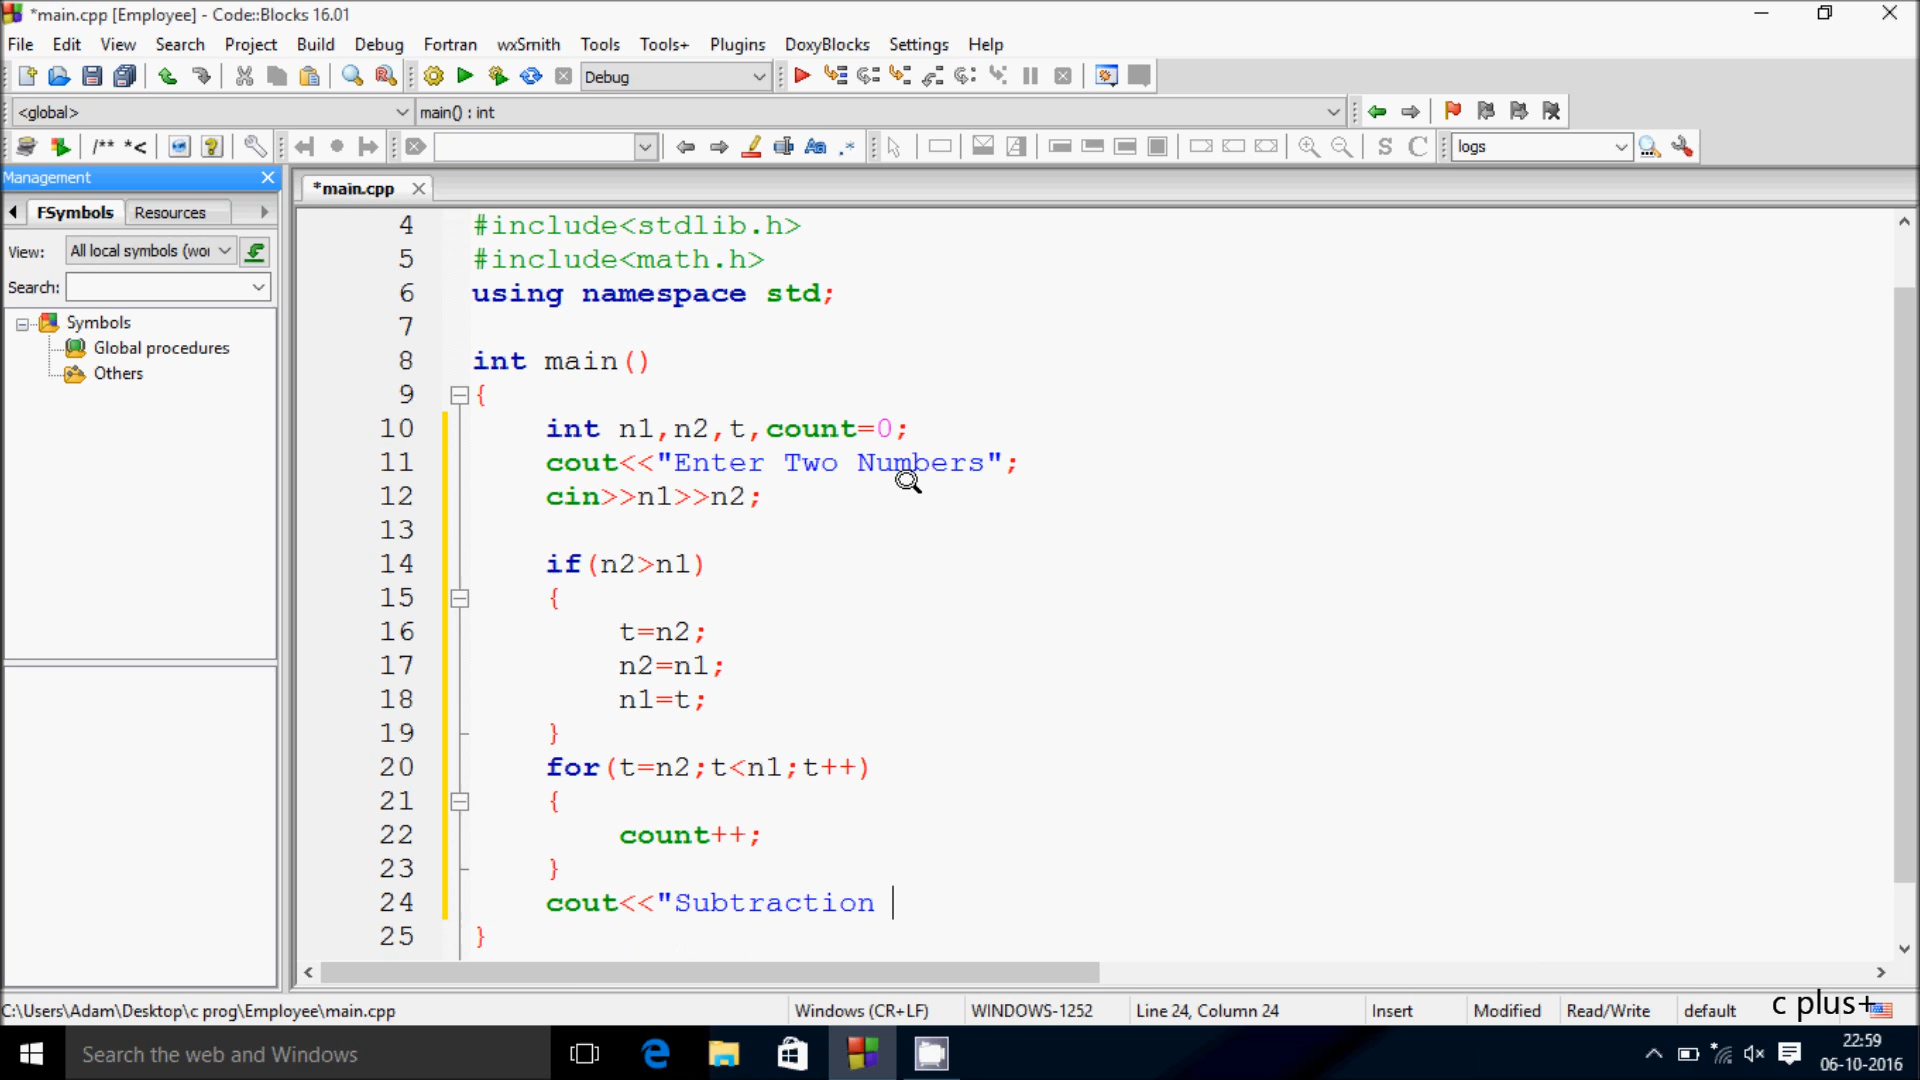 *main.cpp [Employee] - Code::Blocks 16.01
File Edit View Search Project Build Debug Fortran wxSmith Tools Tools+ Plugins DoxyBlocks Settings Help
Debug
<global> main() : int
/** *< Aa .* S C logs
Management
*main.cpp
FSymbols Resources
View: All local symbols (wor
Search:
Symbols
Global procedures
Others
4 #include<stdlib.h>
5 #include<math.h>
6 using namespace std;
7
8 int main()
9 {
10 int n1,n2,t,count=0;
11 cout<<"Enter Two Numbers";
12 cin>>n1>>n2;
13
14 if(n2>n1)
15 {
16 t=n2;
17 n2=n1;
18 n1=t;
19 }
20 for(t=n2;t<n1;t++)
21 {
22 count++;
23 }
24 cout<<"Subtraction
25 }
C:\Users\Adam\Desktop\c prog\Employee\main.cpp Windows (CR+LF) WINDOWS-1252 Line 24, Column 24 Insert Modified Read/Write default
c plus+
Search the web and Windows
22:59
06-10-2016